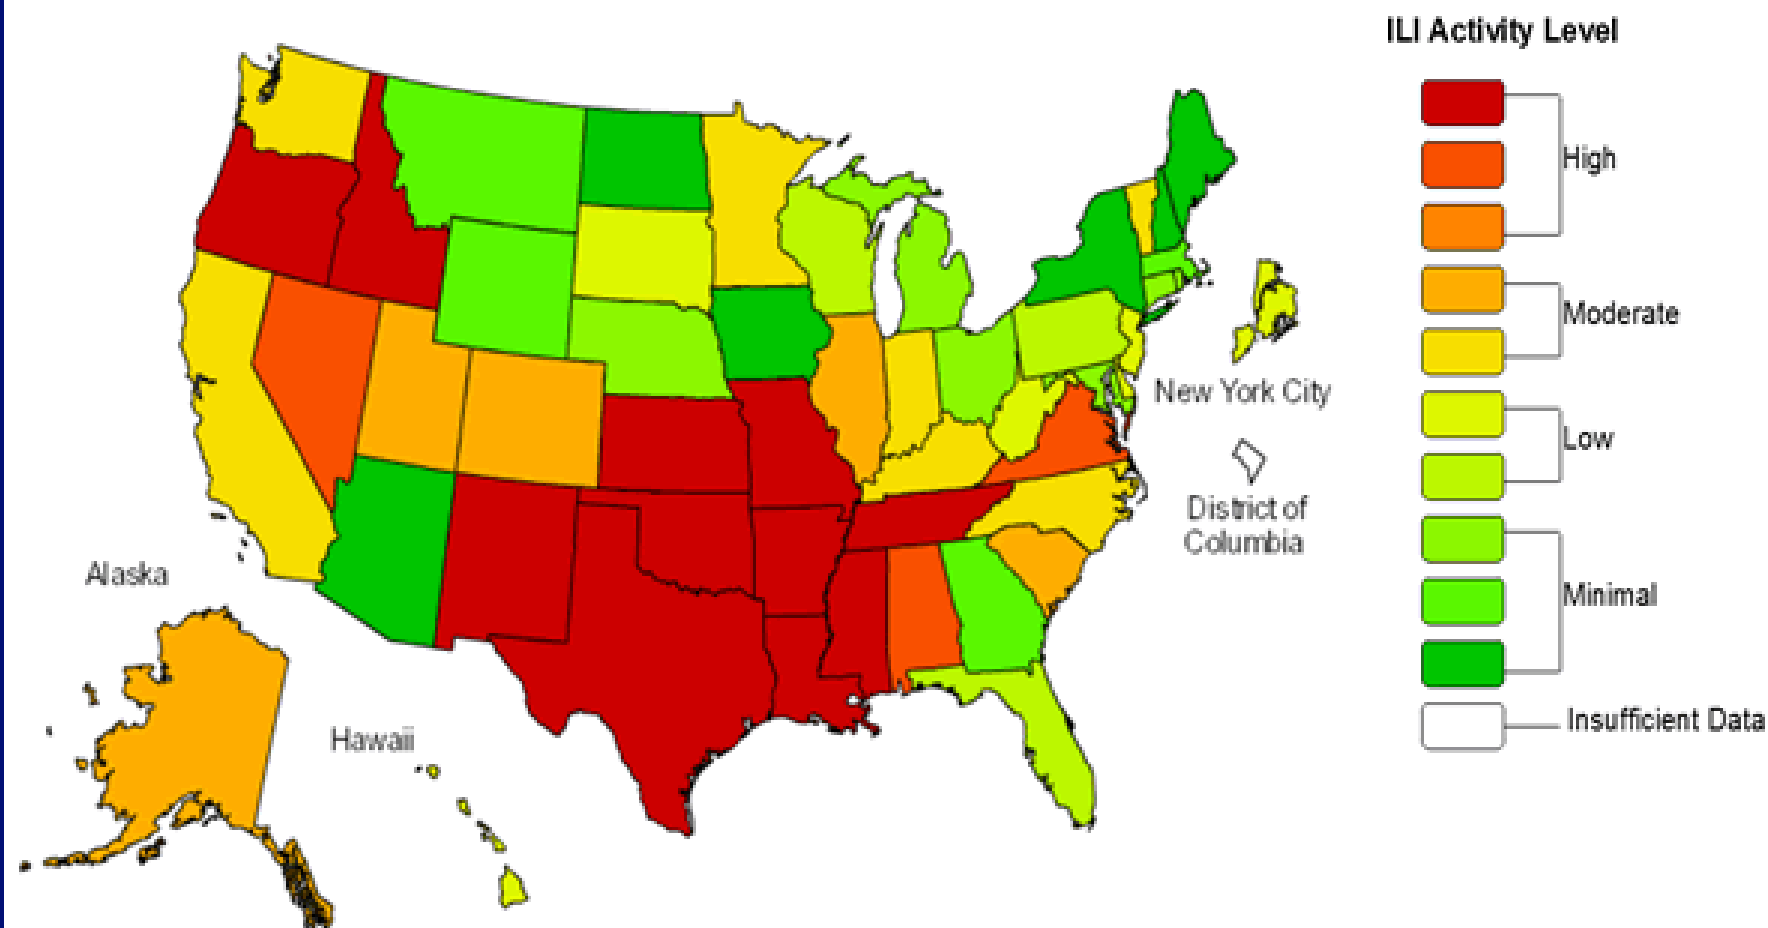 ILI Activity Level
High
Moderate
Low
Minimal
Insufficient Data
New York City
District of
Columbia
Alaska
Hawaii